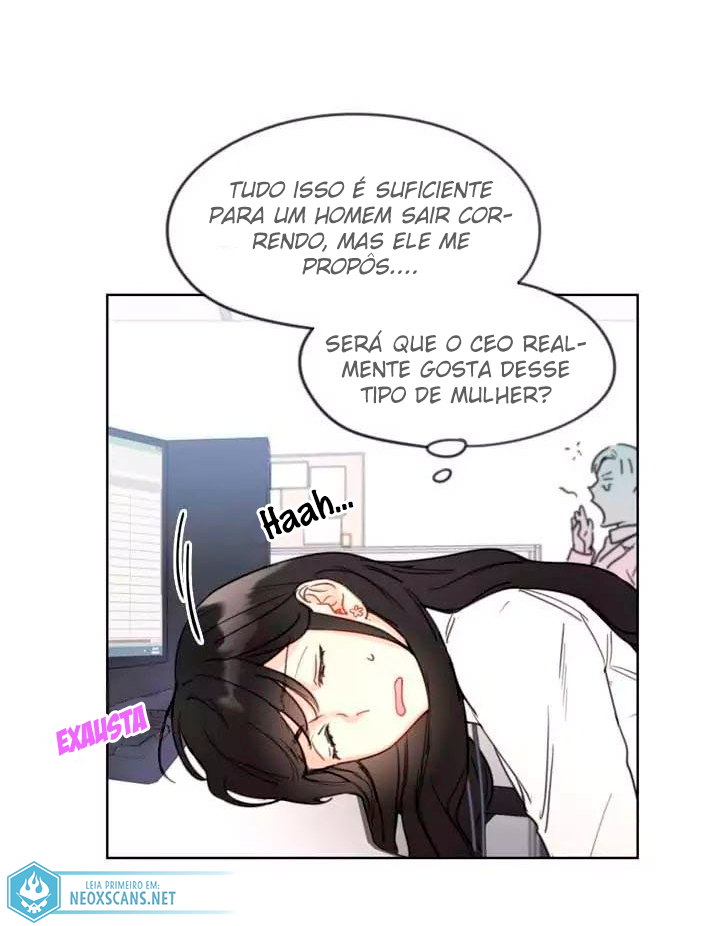 TUDO ISSO É SUFICIENTE
PARA UM HOMEM SAIR COR-
RENDO, MAS ELE ME
PROPÔS....
SERÁ QUE O CEO REAL-
MENTE GOSTA DESSE
TIPO DE MULHER?
Haah...
EXAUSTA
LEIA PRIMEIRO EM:
NEOXSCANS.NET